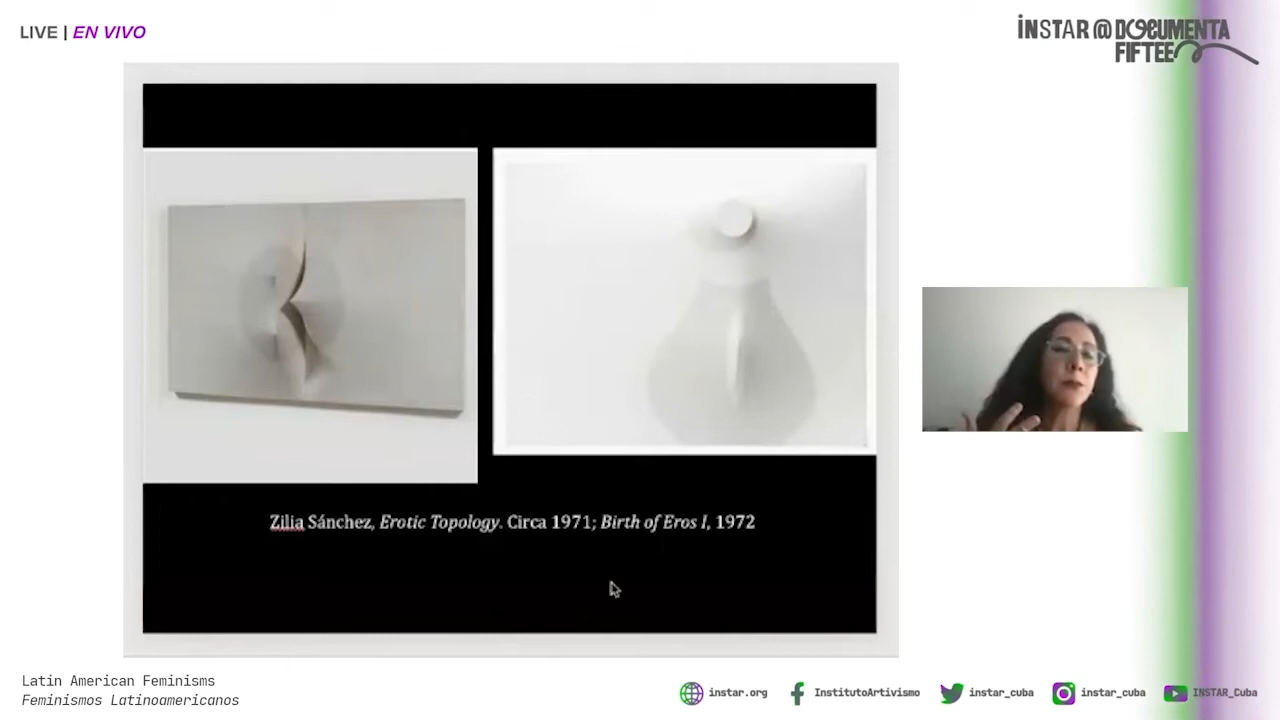 LIVE | EN VIVO
INSTAR @ DOCUMENTA
FIFTEE
Zilia Sánchez, Erotic Topology. Circa 1971; Birth of Eros I, 1972
Latin American Feminisms
Feminismos Latinoamericanos
instar.org
InstitutoArtivismo
instar_cuba
instar_cuba
INSTAR_Cuba